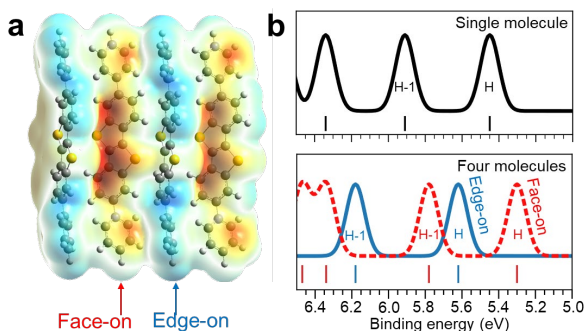 a
Face-on
Edge-on
b
Single molecule
H-1
H
Four molecules
H-1
H-1
H
Edge-on
H
Face-on
6.4 6.2 6.0 5.8 5.6 5.4 5.2 5.0
Binding energy (eV)